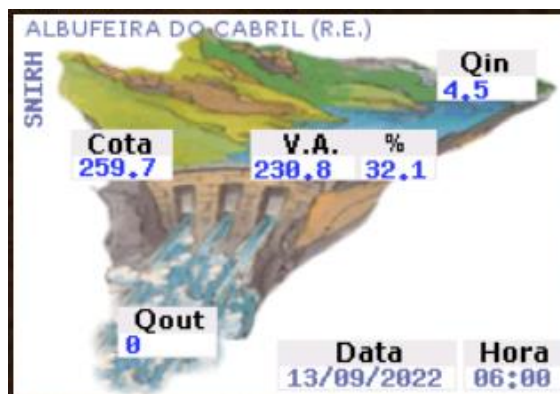 ALBUFEIRA DO CABRIL (R.E.)
SNIRH
Qin
4.5
Cota V.A. %
259.7 230.8 32.1
Qout
0
Data Hora
13/09/2022 06:00